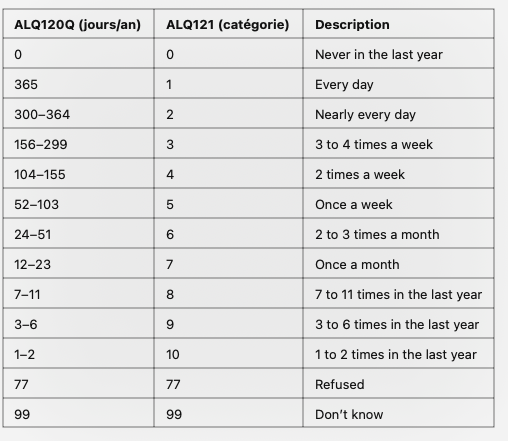 ALQ120Q (jours/an) ALQ121 (catégorie) Description
0 0 Never in the last year
365 1 Every day
300–364 2 Nearly every day
156–299 3 3 to 4 times a week
104–155 4 2 times a week
52–103 5 Once a week
24–51 6 2 to 3 times a month
12–23 7 Once a month
7–11 8 7 to 11 times in the last year
3–6 9 3 to 6 times in the last year
1–2 10 1 to 2 times in the last year
77 77 Refused
99 99 Don’t know